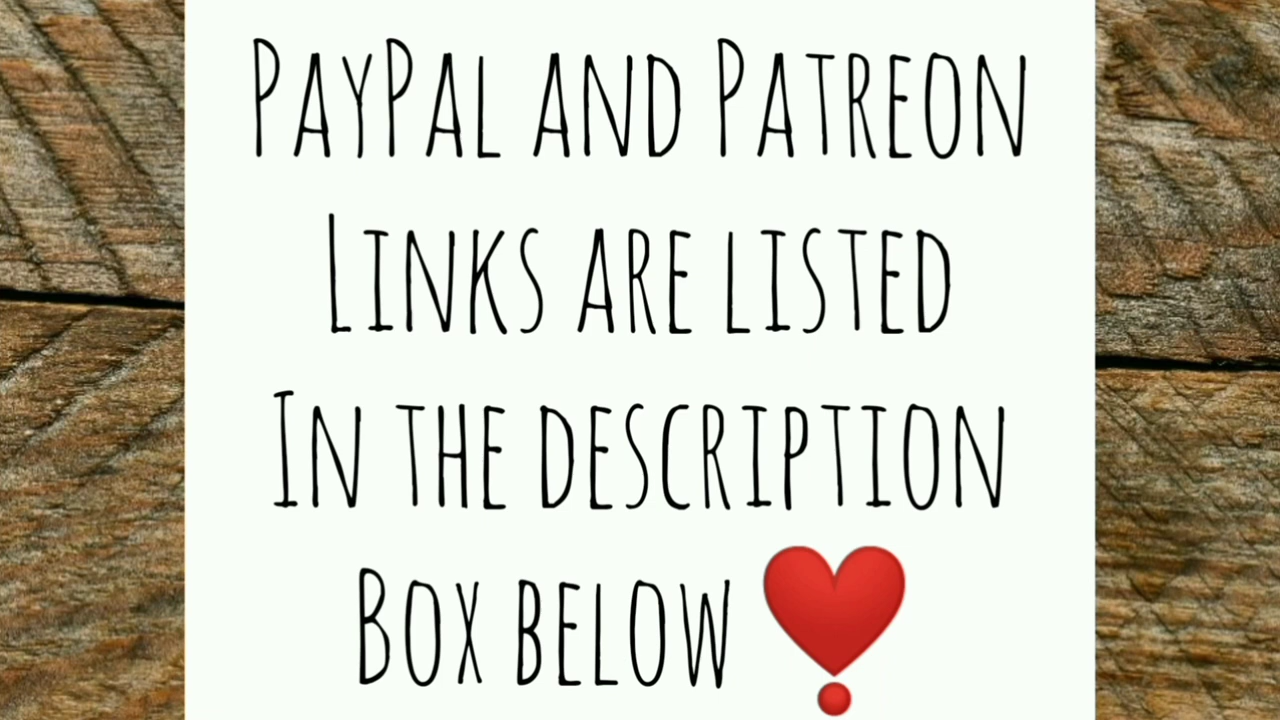 PayPal and Patreon
Links are listed
In the description
Box below ❣